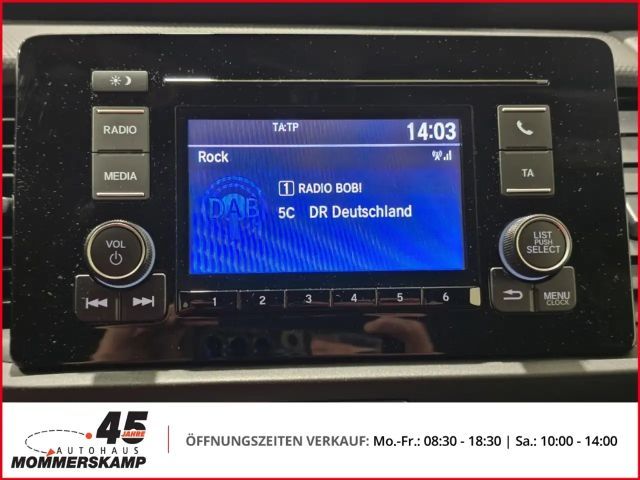 TA:TP 14:03
RADIO
Rock
MEDIA
TA
1 RADIO BOB!
DAB
5C DR Deutschland
VOL
LIST
PUSH
SELECT
1 2 3 4 5 6
MENU
CLOCK
45
JAHRE
AUTOHAUS
MOMMERSKAMP
ÖFFNUNGSZEITEN VERKAUF: Mo.-Fr.: 08:30 - 18:30 | Sa.: 10:00 - 14:00